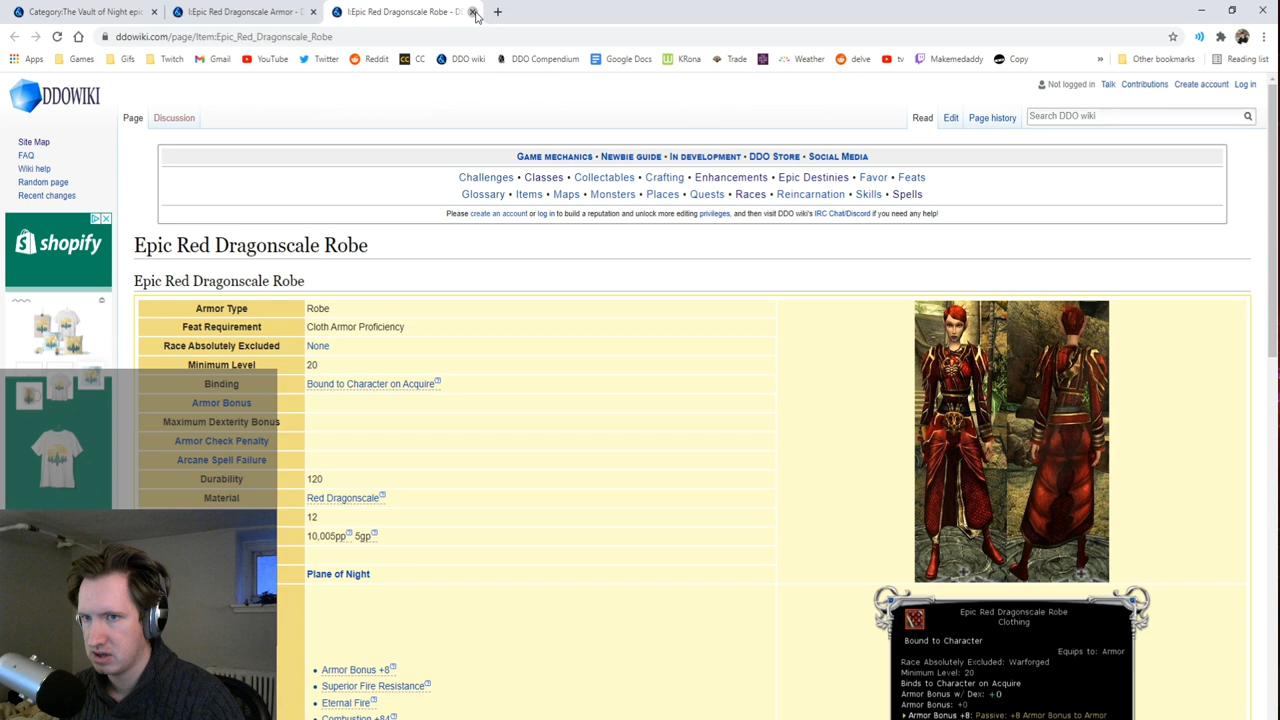 Category:The Vault of Night epic
I:Epic Red Dragonscale Armor - D
I:Epic Red Dragonscale Robe - D
ddowiki.com/page/Item:Epic_Red_Dragonscale_Robe
Apps Games Gifs Twitch Gmail YouTube Twitter Reddit CC DDO wiki DDO Compendium Google Docs KRona Trade Weather delve tv Makemedaddy Copy » Other bookmarks Reading list
DDOWIKI
Not logged in Talk Contributions Create account Log in
Page Discussion Read Edit Page history Search DDO wiki
Site Map
FAQ
Wiki help
Random page
Recent changes
GAME MECHANICS • NEWBIE GUIDE • IN DEVELOPMENT • DDO STORE • SOCIAL MEDIA
Challenges • Classes • Collectables • Crafting • Enhancements • Epic Destinies • Favor • Feats
Glossary • Items • Maps • Monsters • Places • Quests • Races • Reincarnation • Skills • Spells
Please create an account or log in to build a reputation and unlock more editing privileges, and then visit DDO wiki's IRC Chat/Discord if you need any help!
shopify
Epic Red Dragonscale Robe
Epic Red Dragonscale Robe
Armor Type Robe
Feat Requirement Cloth Armor Proficiency
Race Absolutely Excluded None
Minimum Level 20
Binding Bound to Character on Acquire
Armor Bonus
Maximum Dexterity Bonus
Armor Check Penalty
Arcane Spell Failure
Durability 120
Material Red Dragonscale
12
10,005pp 5gp
Plane of Night
Armor Bonus +8
Superior Fire Resistance
Eternal Fire
Combustion +84
Epic Red Dragonscale Robe
Clothing
Bound to Character
Equips to: Armor
Race Absolutely Excluded: Warforged
Minimum Level: 20
Binds to Character on Acquire
Armor Bonus w/ Dex: +0
Armor Bonus: +0
Armor Bonus +8: Passive: +8 Armor Bonus to Armor